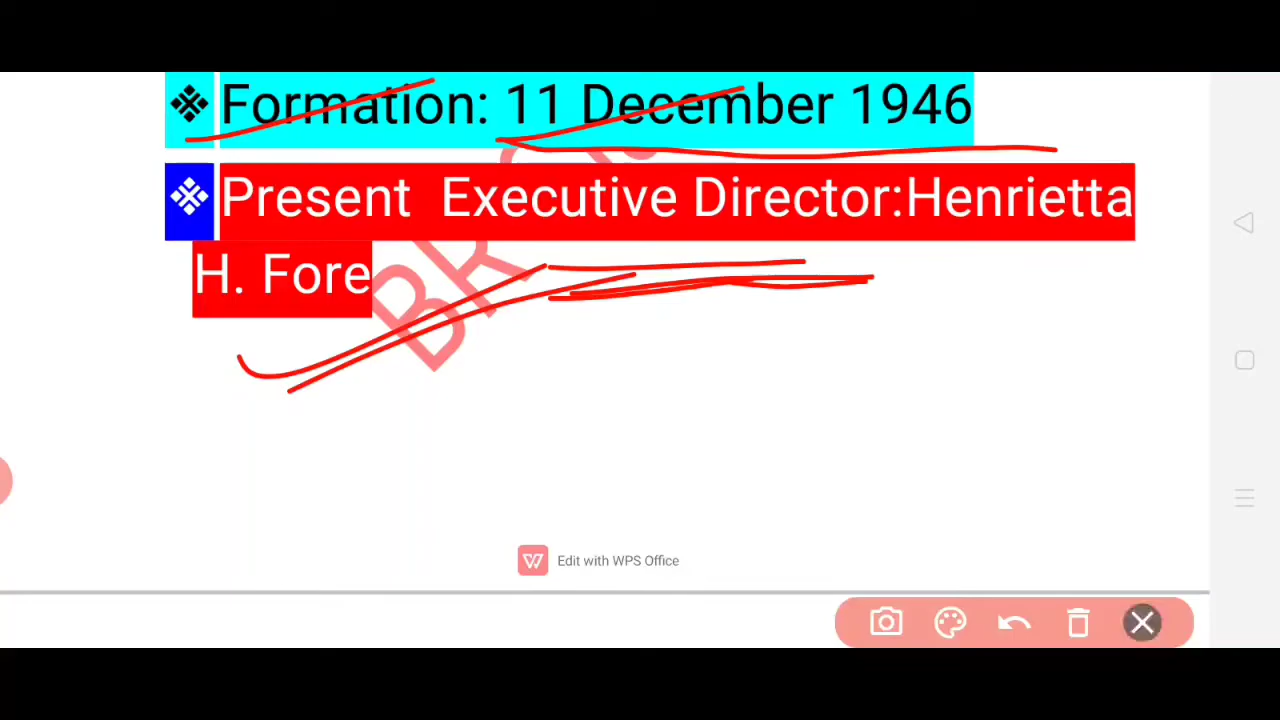 ❖ Formation: 11 December 1946
❖ Present Executive Director:Henrietta
H. Fore
Edit with WPS Office